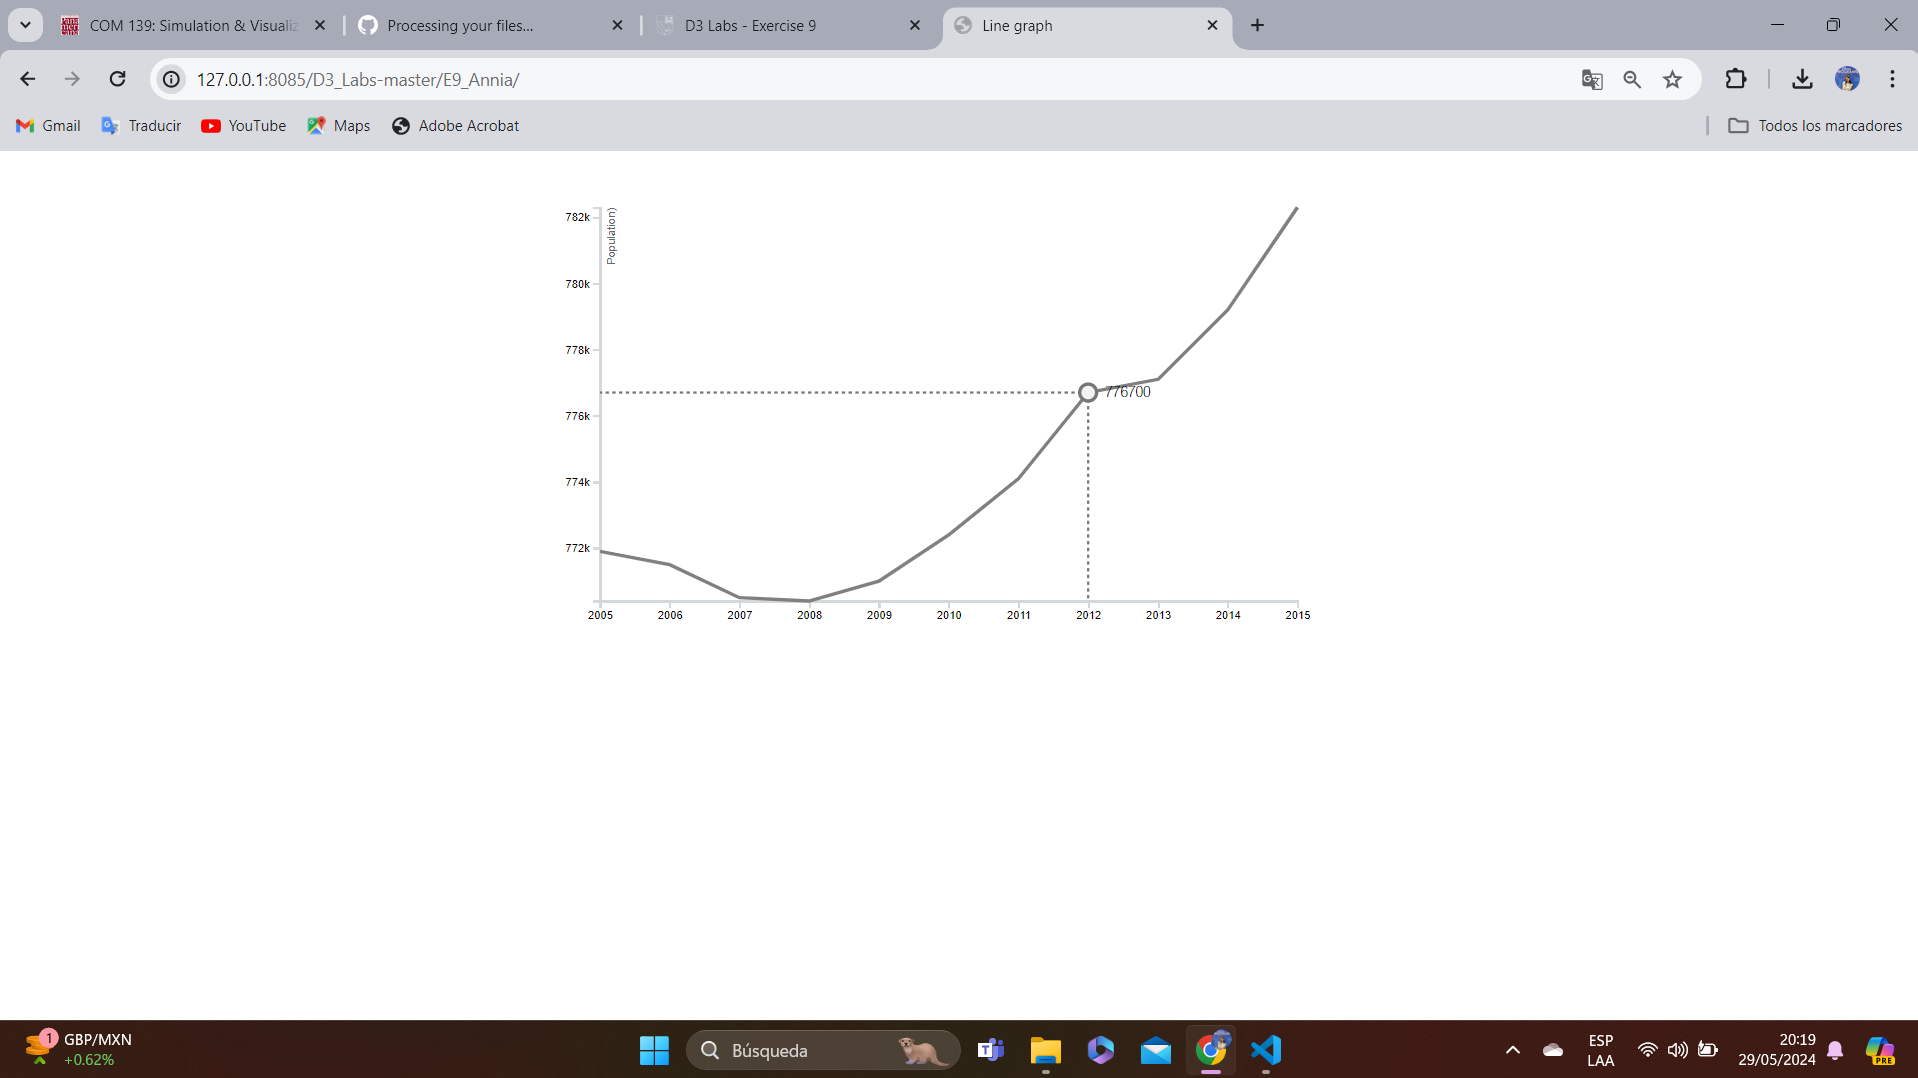 COM 139: Simulation & Visualiz
Processing your files...
D3 Labs - Exercise 9
Line graph
127.0.0.1:8085/D3_Labs-master/E9_Annia/
Gmail
Traducir
YouTube
Maps
Adobe Acrobat
Todos los marcadores
Population)
782k
780k
778k
776k
774k
772k
776700
2005 2006 2007 2008 2009 2010 2011 2012 2013 2014 2015
1
GBP/MXN
+0.62%
Búsqueda
ESP
LAA
20:19
29/05/2024
PRE